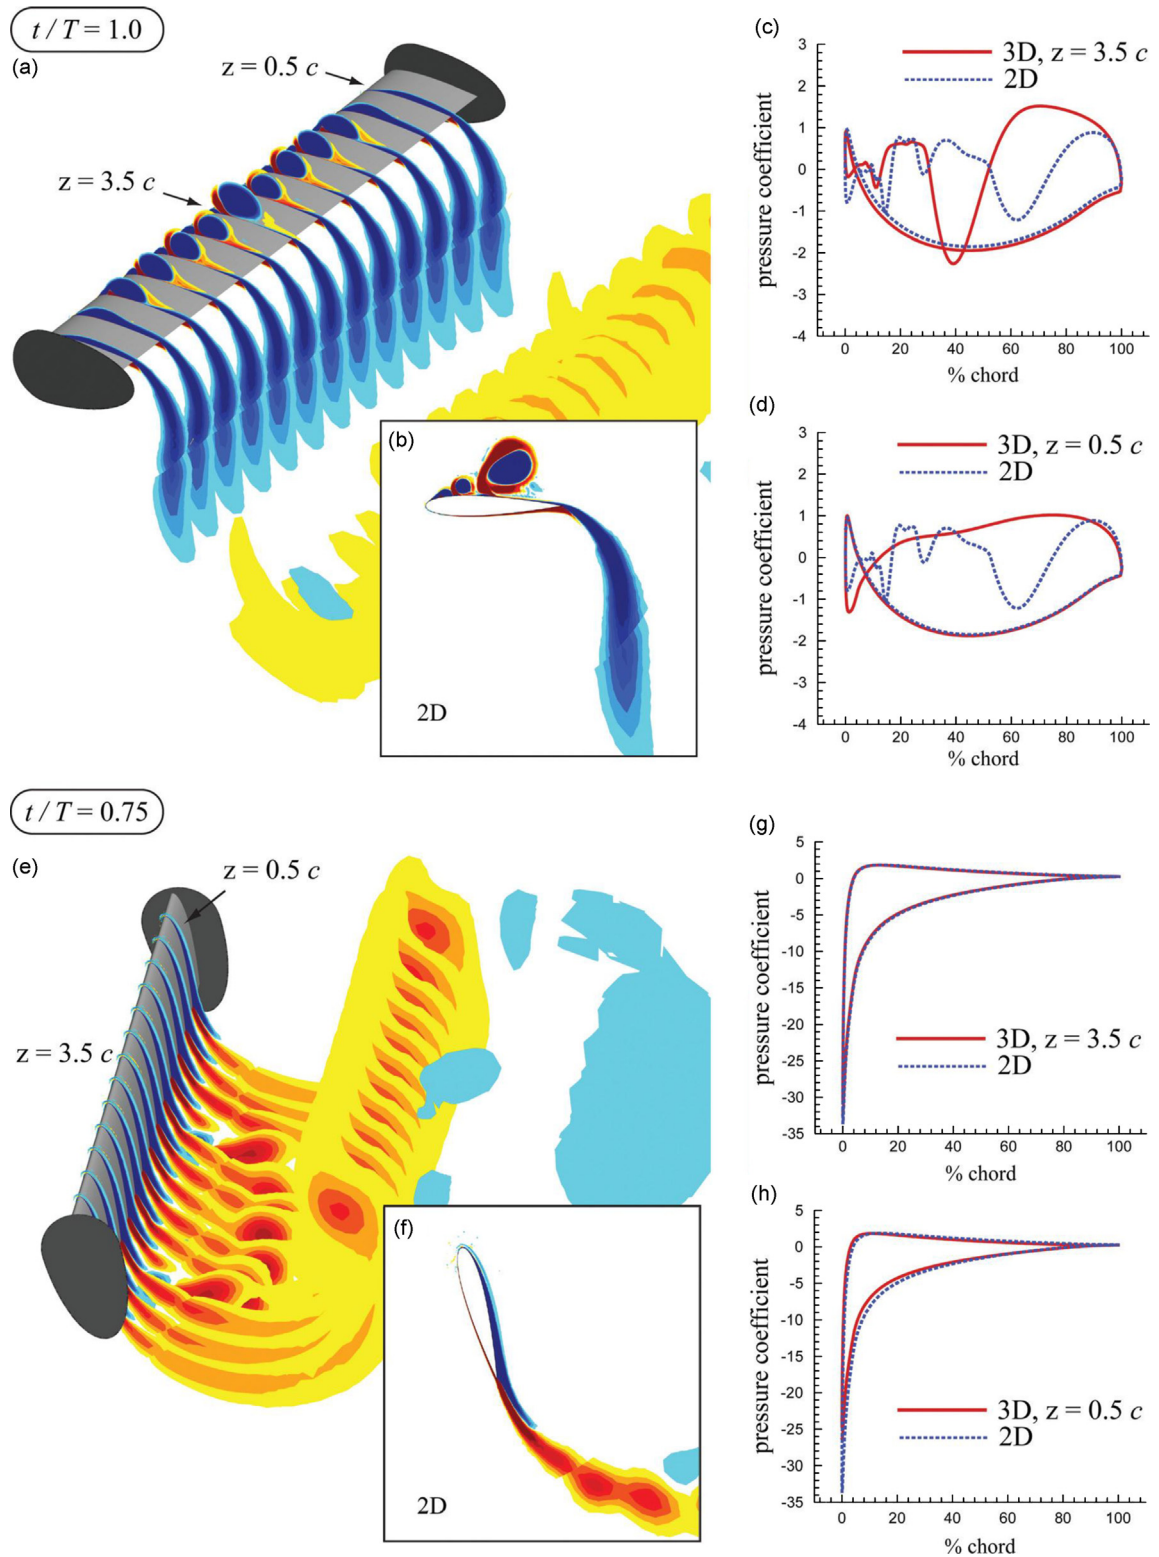 t / T = 1.0
(a)
z = 0.5 c
z = 3.5 c
(b)
2D
(c)
3D, z = 3.5 c
2D
pressure coefficient
3
2
1
0
-1
-2
-3
-4
0 20 40 60 80 100
% chord
(d)
3D, z = 0.5 c
2D
pressure coefficient
3
2
1
0
-1
-2
-3
-4
0 20 40 60 80 100
% chord
t / T = 0.75
(e)
z = 0.5 c
z = 3.5 c
(f)
2D
(g)
3D, z = 3.5 c
2D
pressure coefficient
5
0
-5
-10
-15
-20
-25
-30
-35
0 20 40 60 80 100
% chord
(h)
3D, z = 0.5 c
2D
pressure coefficient
5
0
-5
-10
-15
-20
-25
-30
-35
0 20 40 60 80 100
% chord